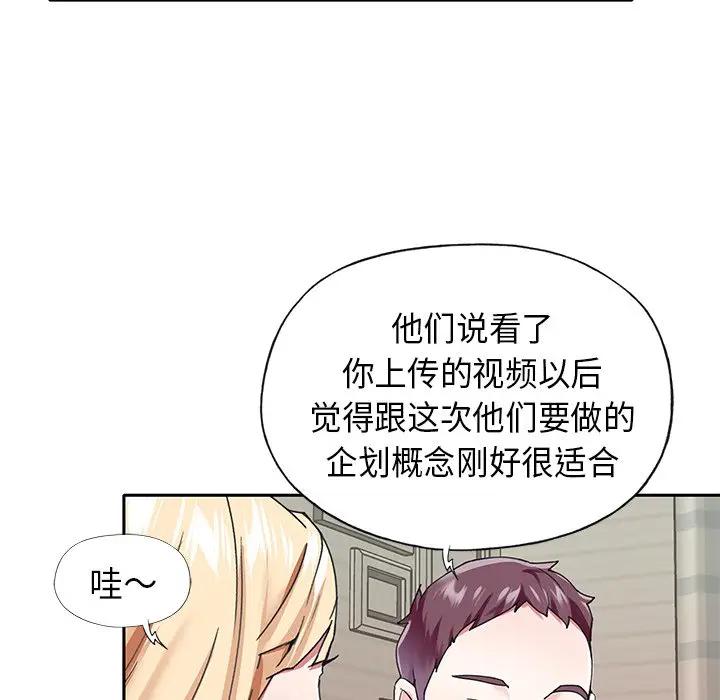 他们说看了
你上传的视频以后
觉得跟这次他们要做的
企划概念刚好很适合
哇～